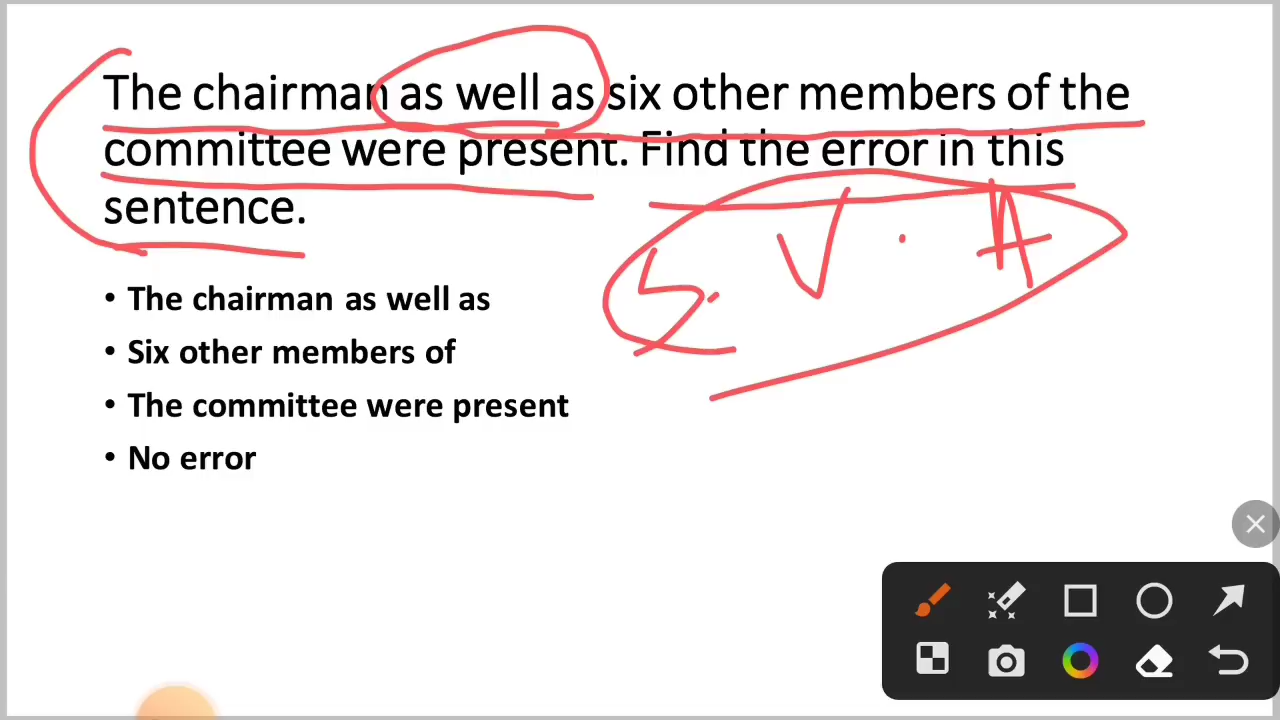 The chairman as well as six other members of the
committee were present. Find the error in this
sentence.
S. V. A
• The chairman as well as
• Six other members of
• The committee were present
• No error